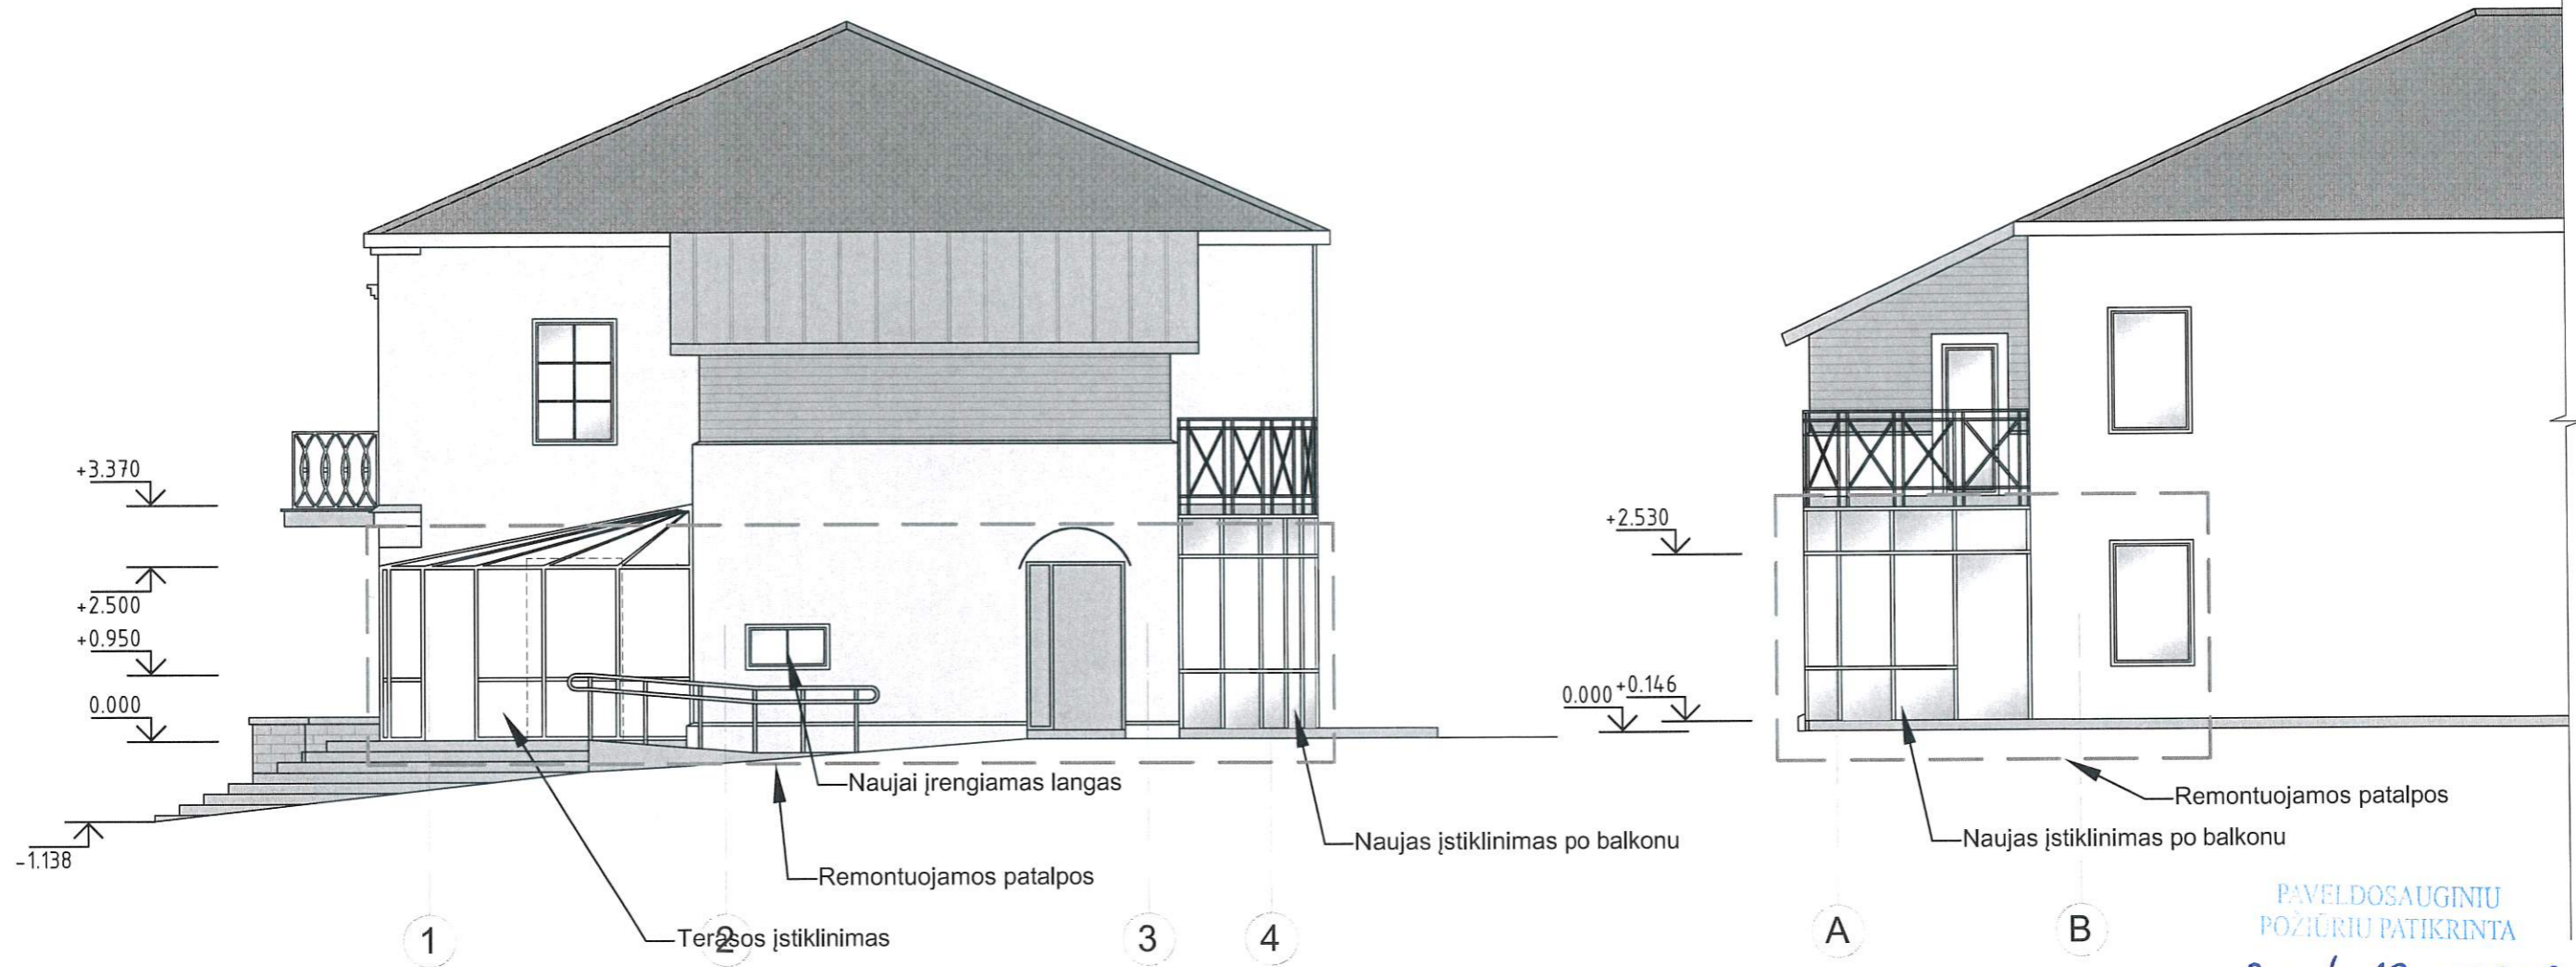 +3.370
+2.500
+0.950
0.000
-1.138
Naujai įrengiamas langas
Remontuojamos patalpos
Terasos įstiklinimas
Naujas įstiklinimas po balkonu
1
2
3
4
+2.530
0.000
+0.146
Remontuojamos patalpos
Naujas įstiklinimas po balkonu
A
B
PAVELDOSAUGINIU
POŽIŪRIU PATIKRINTA